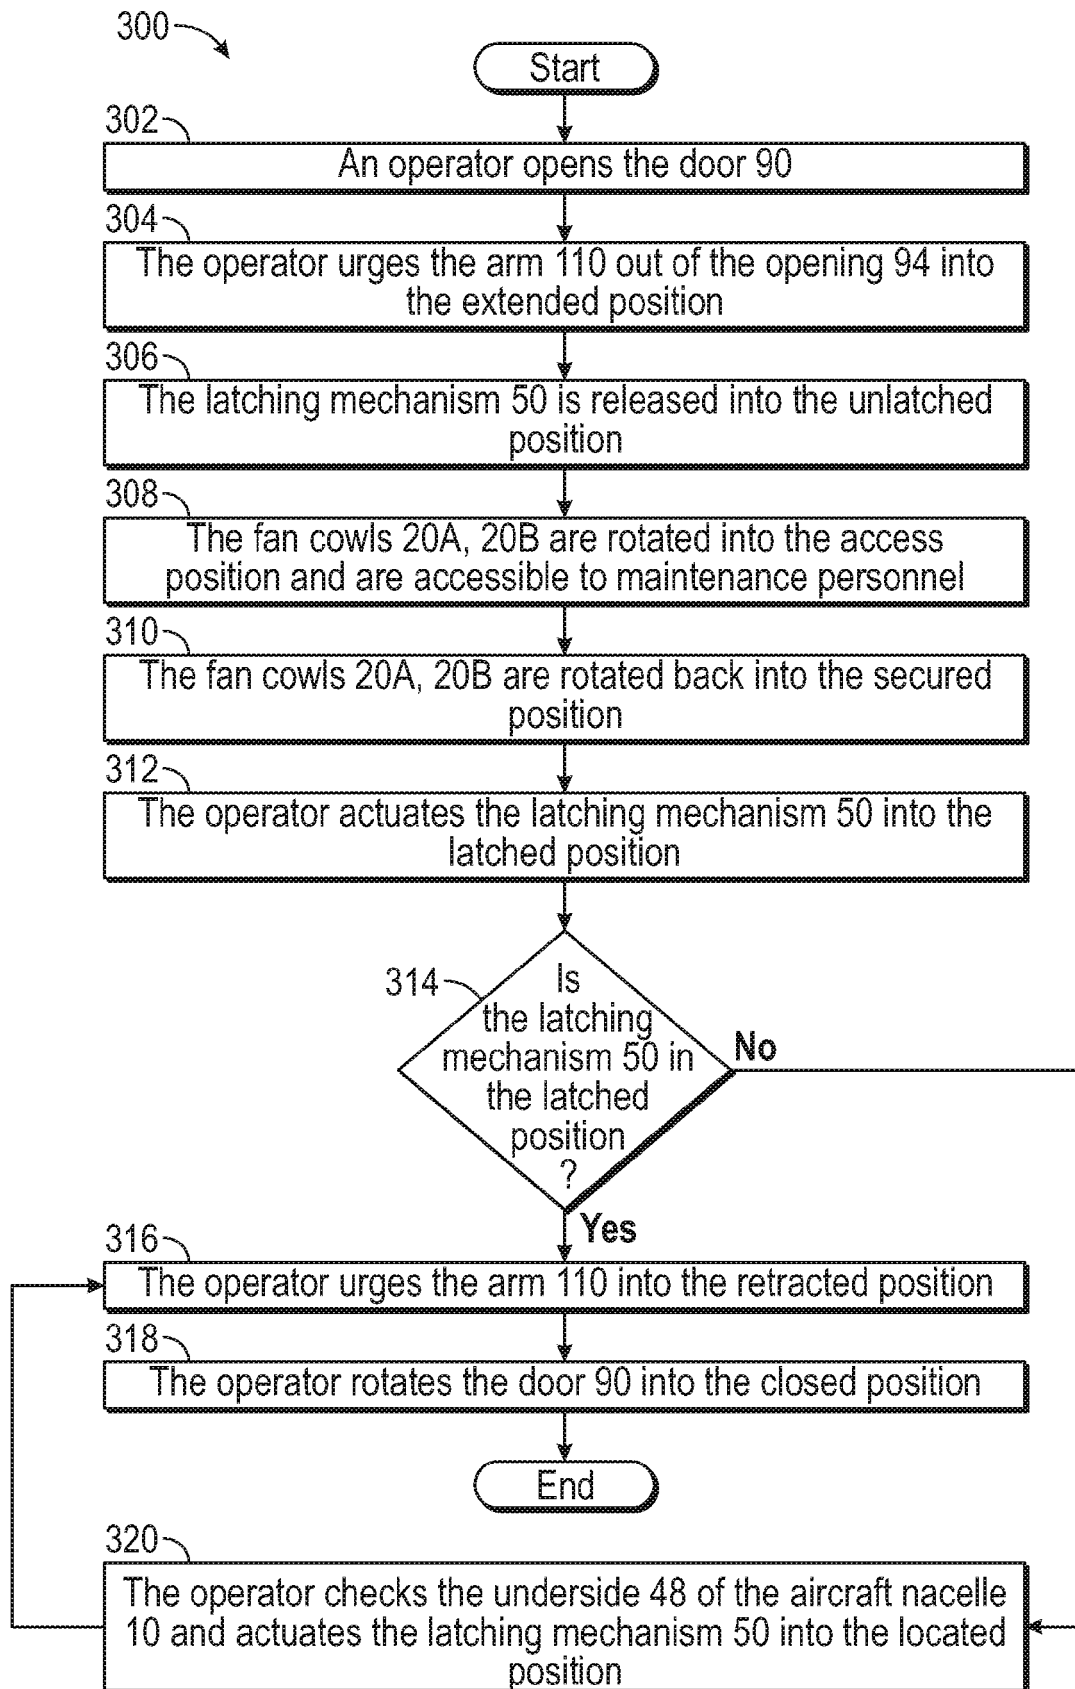 300
Start
302
An operator opens the door 90
304
The operator urges the arm 110 out of the opening 94 into
the extended position
306
The latching mechanism 50 is released into the unlatched
position
308
The fan cowls 20A, 20B are rotated into the access
position and are accessible to maintenance personnel
310
The fan cowls 20A, 20B are rotated back into the secured
position
312
The operator actuates the latching mechanism 50 into the
latched position
314
Is
the latching
mechanism 50 in
the latched
position
?
No
Yes
316
The operator urges the arm 110 into the retracted position
318
The operator rotates the door 90 into the closed position
End
320
The operator checks the underside 48 of the aircraft nacelle
10 and actuates the latching mechanism 50 into the located
position